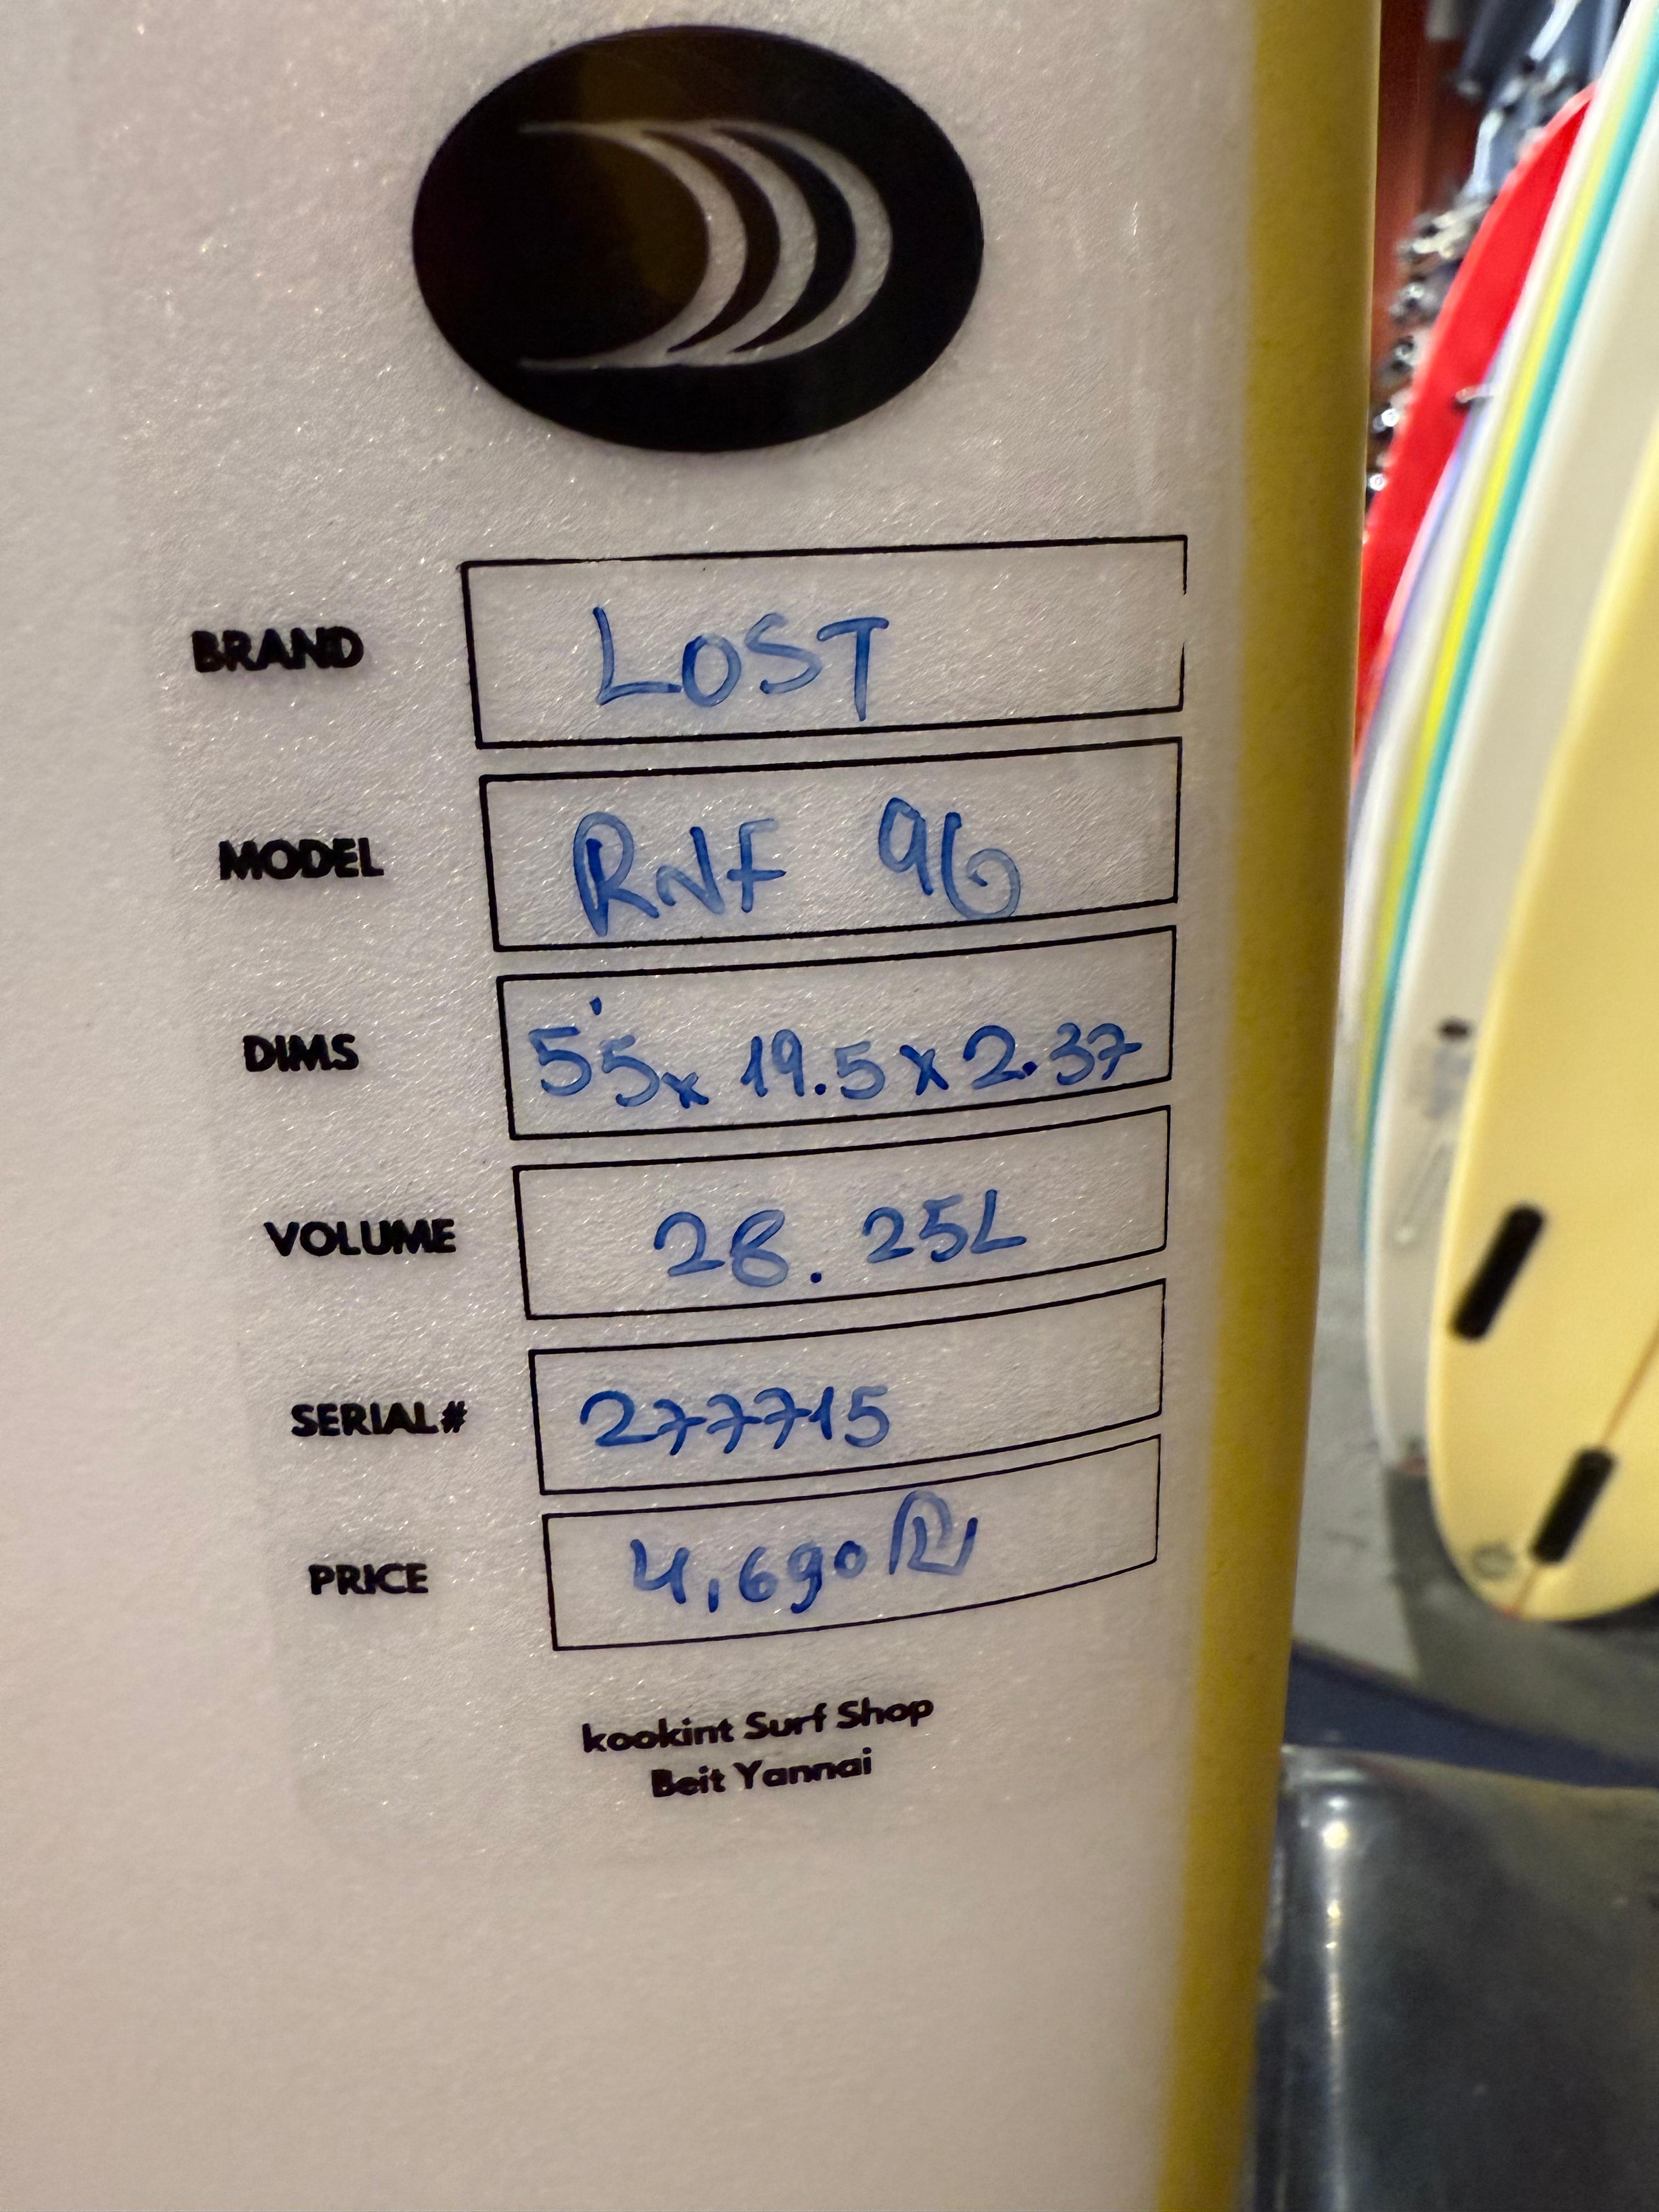 BRAND LOST
MODEL RNF 96
DIMS 5'5x 19.5 x 2.37
VOLUME 28.25L
SERIAL# 277715
PRICE 4,690 ₪
kookint Surf Shop
Beit Yannai